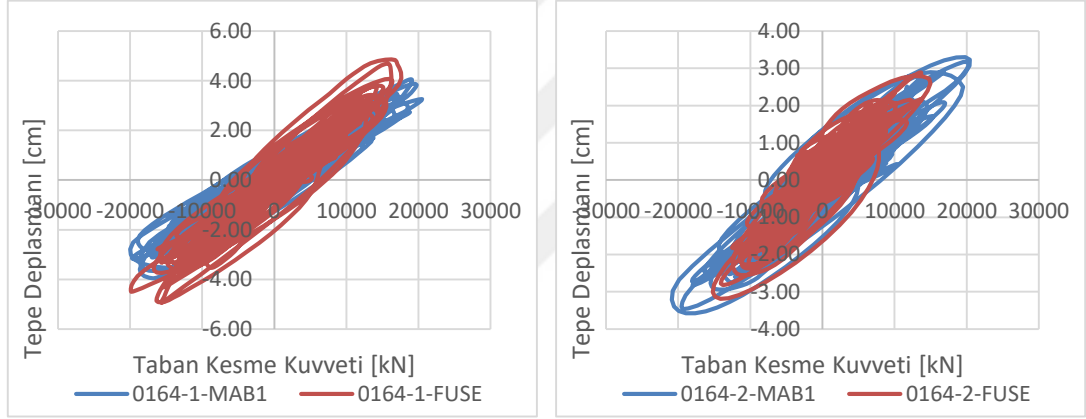 6.00
4.00
2.00
0.00
-2.00
-4.00
-6.00
-30000 -20000 -10000 0 10000 20000 30000
Tepe Deplasmanı [cm]
Taban Kesme Kuvveti [kN]
0164-1-MAB1 0164-1-FUSE
4.00
3.00
2.00
1.00
0.00
-1.00
-2.00
-3.00
-4.00
-30000 -20000 -10000 0 10000 20000 30000
Tepe Deplasmanı [cm]
Taban Kesme Kuvveti [kN]
0164-2-MAB1 0164-2-FUSE